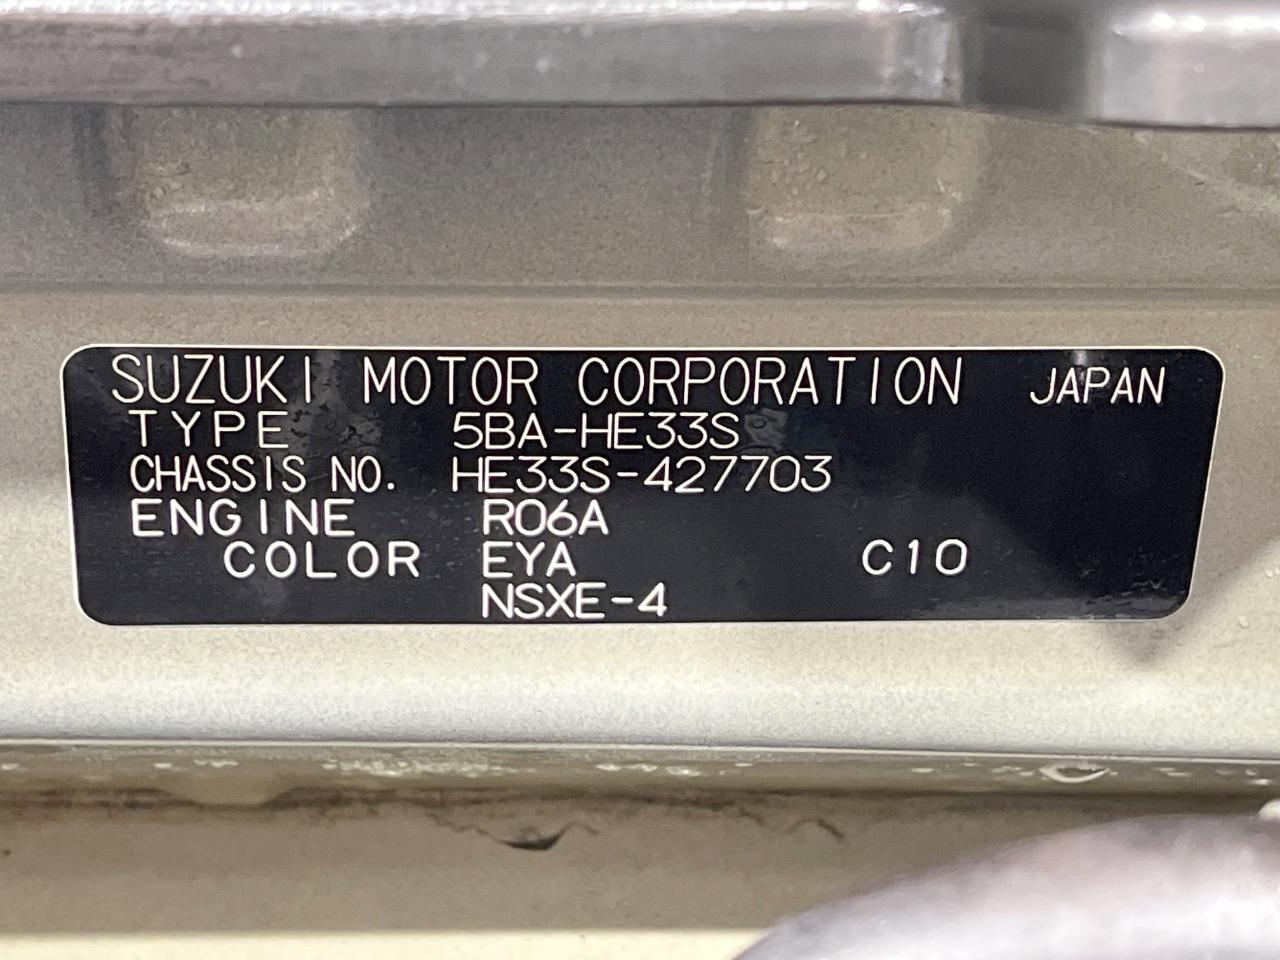 SUZUKI MOTOR CORPORATION JAPAN
TYPE 5BA-HE33S
CHASSIS NO. HE33S-427703
ENGINE R06A
COLOR EYA C10
NSXE-4